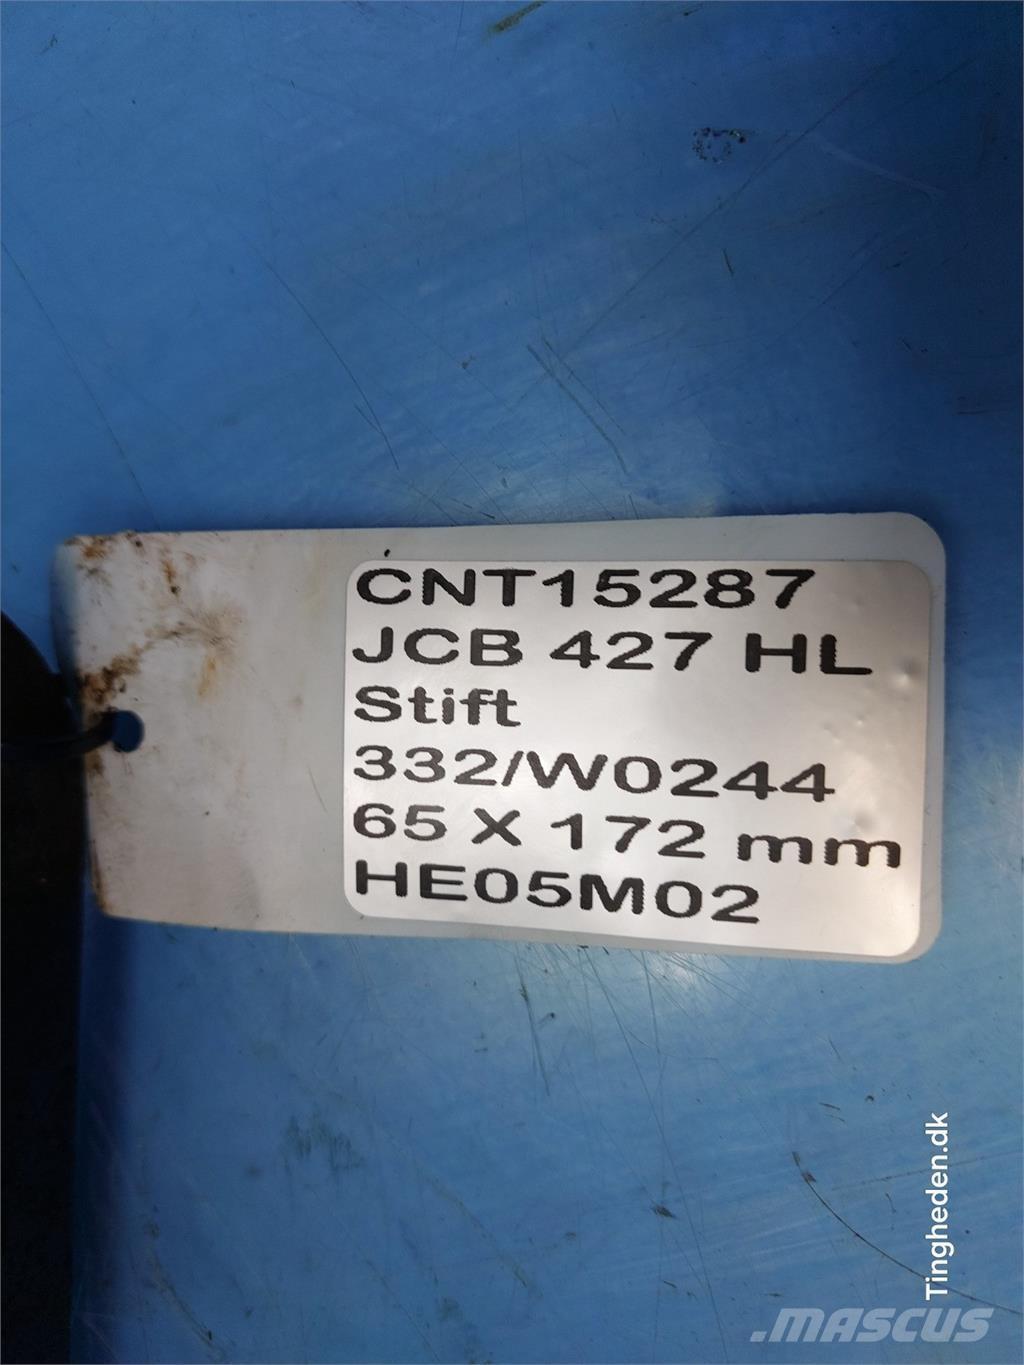 CNT15287
JCB 427 HL
Stift
332/W0244
65 X 172 mm
HE05M02
Tingheden.dk
.MASCUS